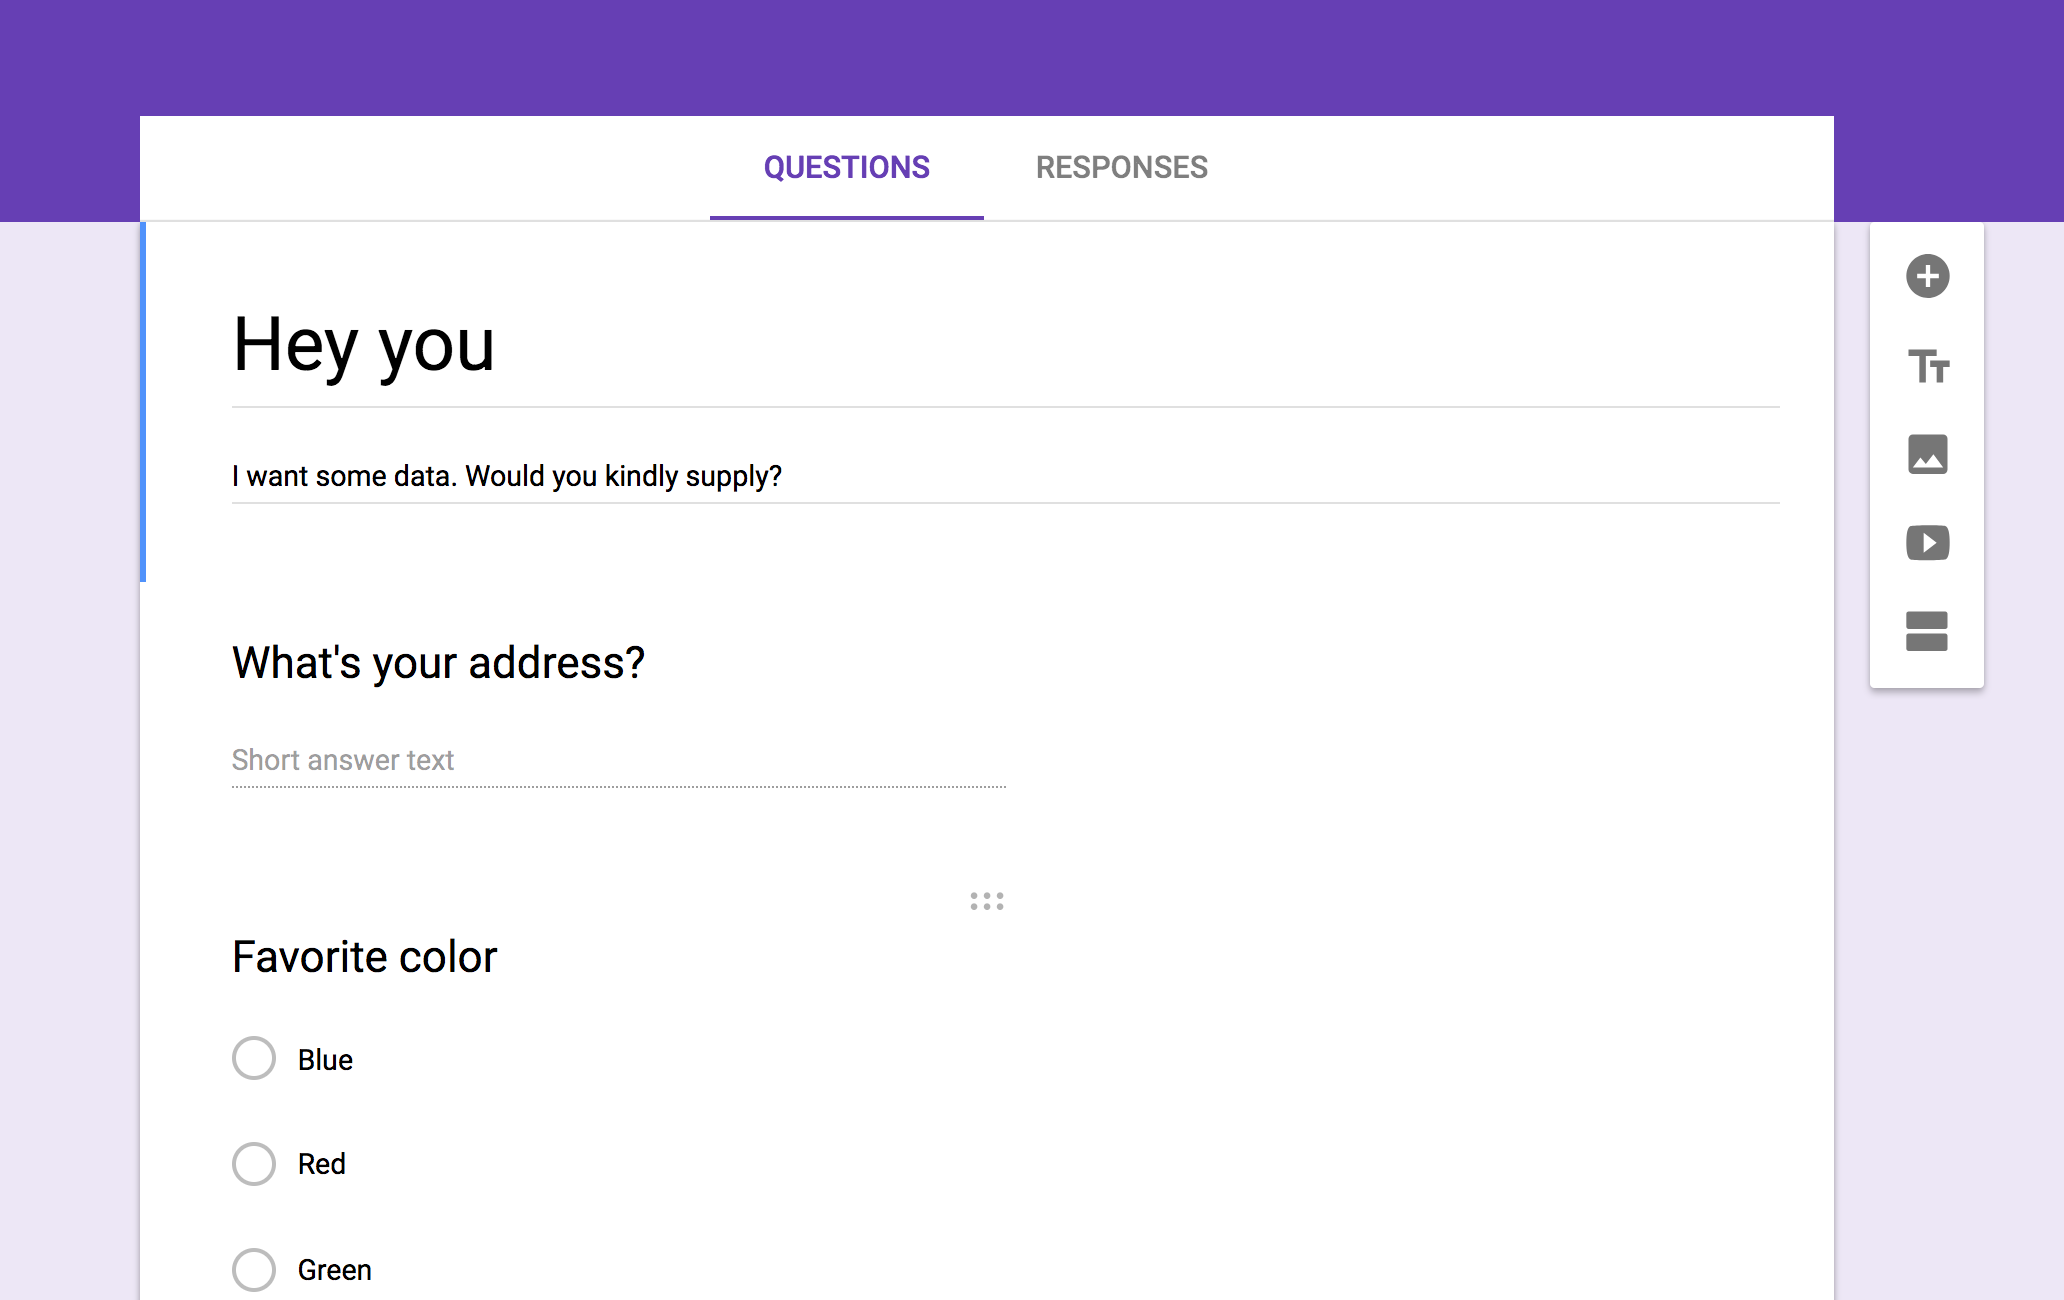 QUESTIONS RESPONSES
Hey you
I want some data. Would you kindly supply?
What's your address?
Short answer text
Favorite color
Blue
Red
Green